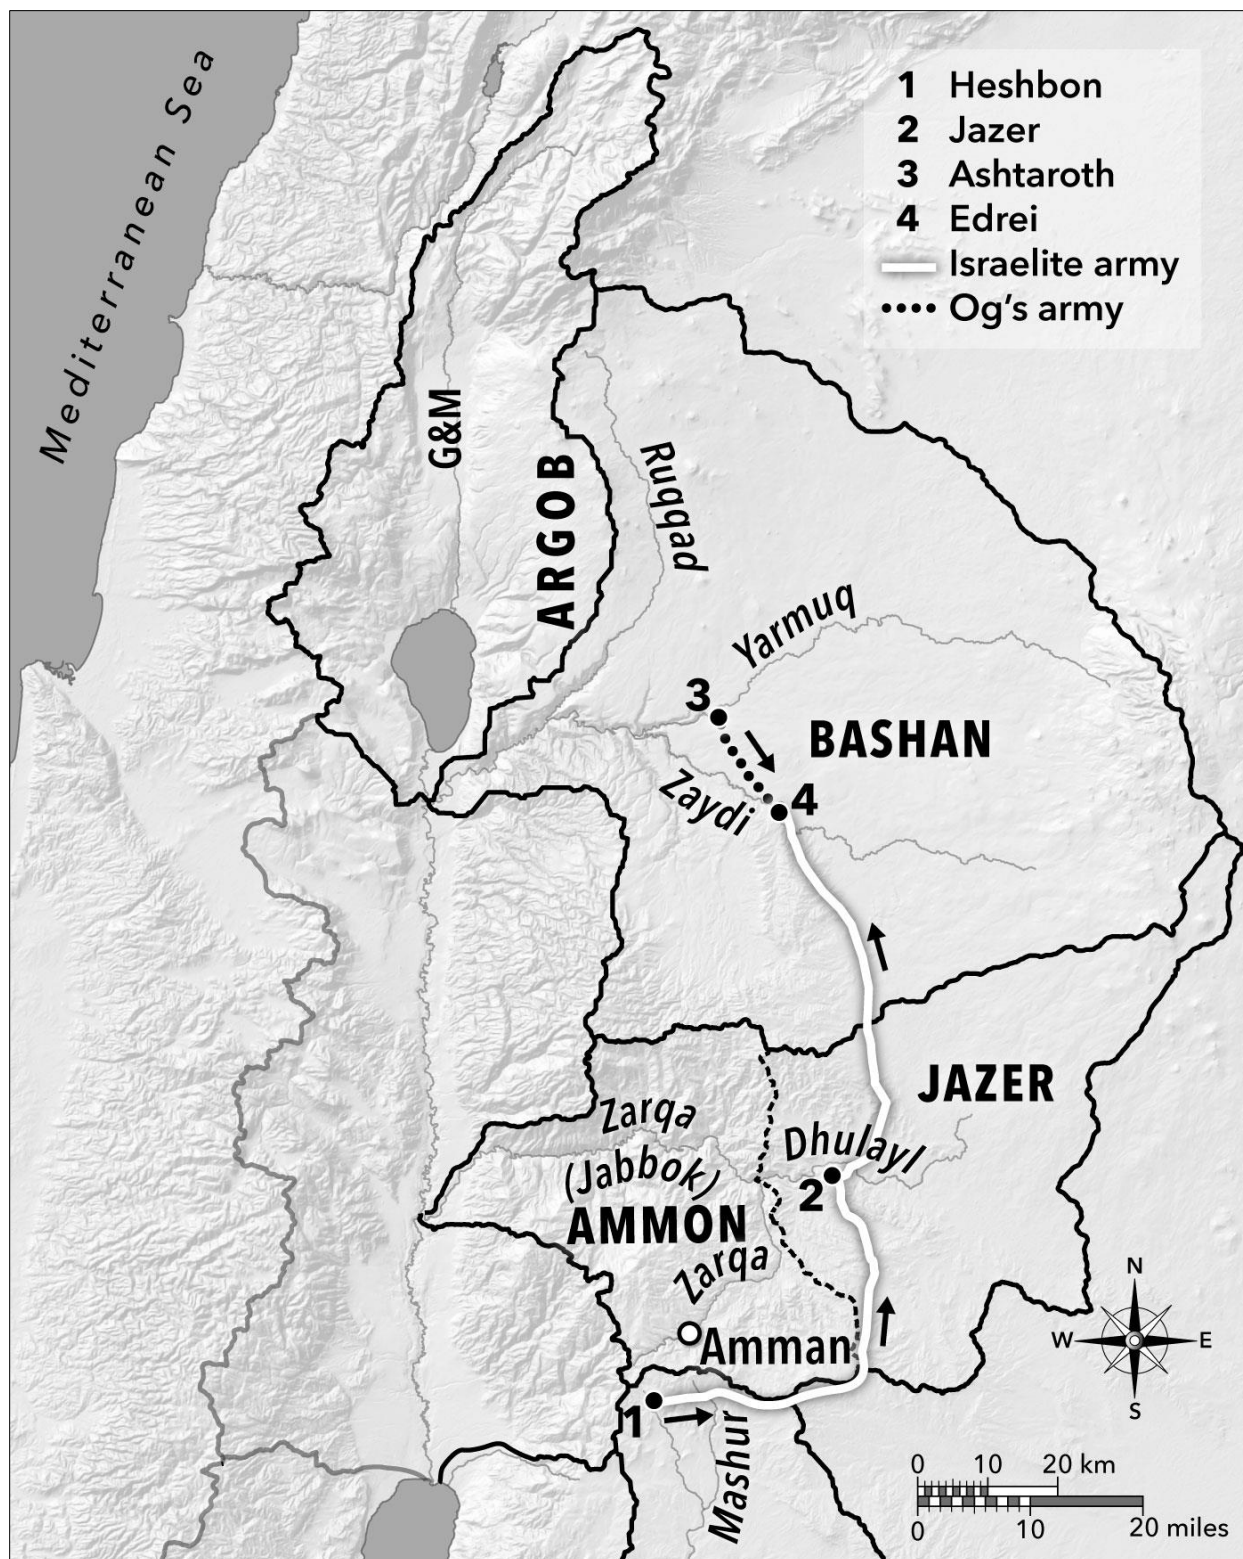 1 Heshbon
2 Jazer
3 Ashtaroth
4 Edrei
Israelite army
Og's army
Mediterranean Sea
G&M
ARGOB
Ruqqad
Yarmuq
3
BASHAN
4
Zaydi
JAZER
Zarqa
Dhulayl
(Jabbok)
2
AMMON
Zarqa
Amman
1
Mashur
N
W E
S
0 10 20 km
0 10 20 miles